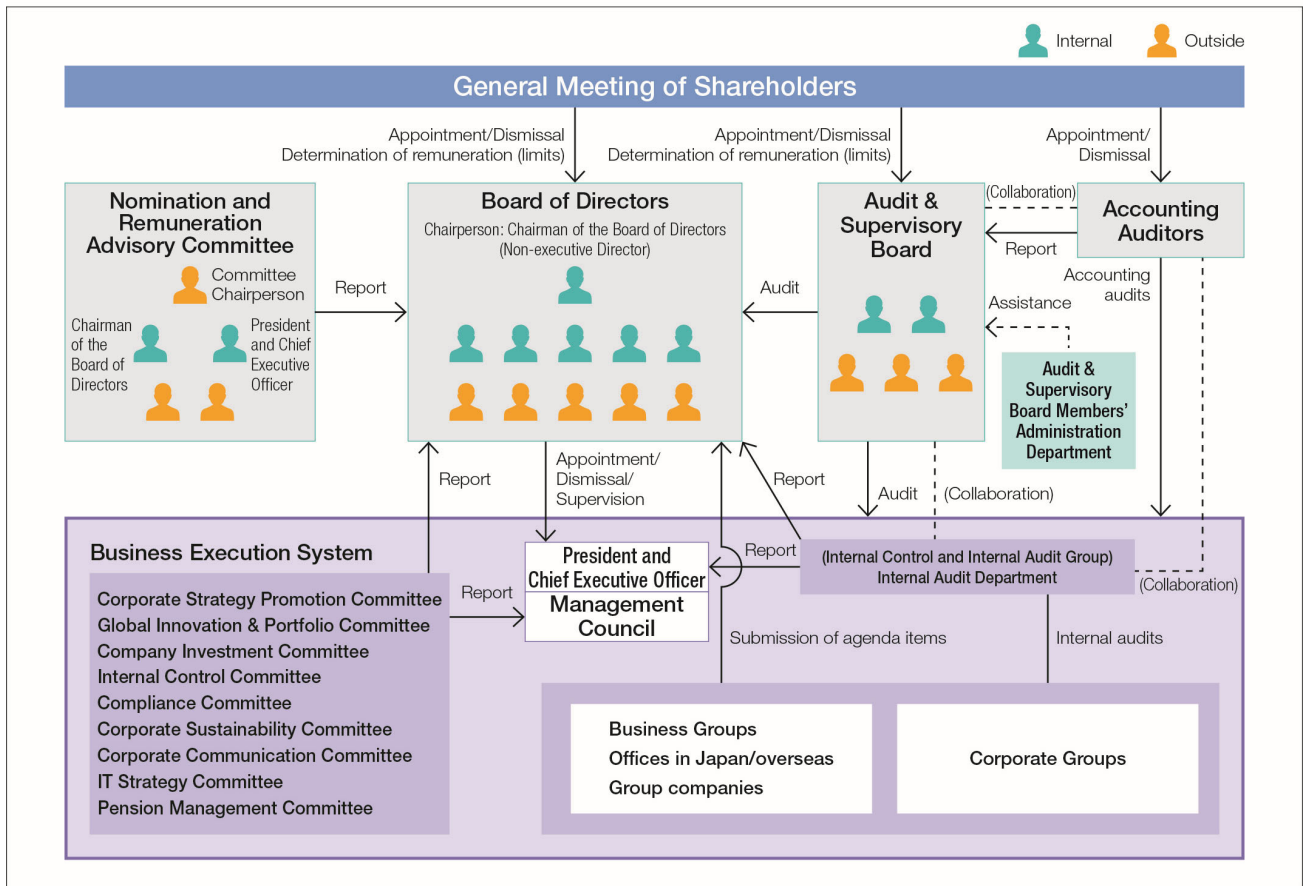 Internal
Outside
General Meeting of Shareholders
Appointment/Dismissal
Determination of remuneration (limits)
Appointment/Dismissal
Determination of remuneration (limits)
Appointment/
Dismissal
Nomination and
Remuneration
Advisory Committee
Committee
Chairperson
Chairman
of the
Board of
Directors
President
and Chief
Executive
Officer
Report
Board of Directors
Chairperson: Chairman of the Board of Directors
(Non-executive Director)
Audit
Audit &
Supervisory
Board
(Collaboration)
Report
Accounting
Auditors
Accounting
audits
Assistance
Audit &
Supervisory
Board Members’
Administration
Department
Report
Appointment/
Dismissal/
Supervision
Report
Audit
(Collaboration)
Business Execution System
Corporate Strategy Promotion Committee
Global Innovation & Portfolio Committee
Company Investment Committee
Internal Control Committee
Compliance Committee
Corporate Sustainability Committee
Corporate Communication Committee
IT Strategy Committee
Pension Management Committee
Report
President and
Chief Executive Officer
Management
Council
Report
(Internal Control and Internal Audit Group)
Internal Audit Department
(Collaboration)
Submission of agenda items
Internal audits
Business Groups
Offices in Japan/overseas
Group companies
Corporate Groups